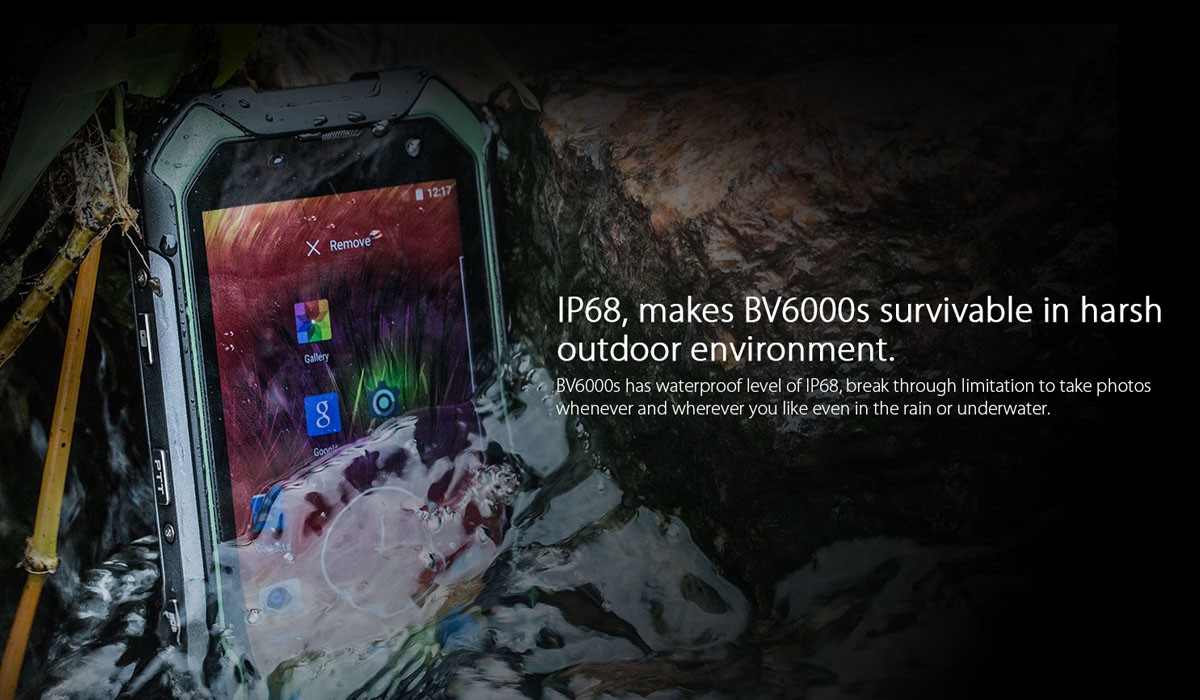 12:17
Remove
Gallery
Google
PTT
IP68, makes BV6000s survivable in harsh
outdoor environment.
BV6000s has waterproof level of IP68, break through limitation to take photos
whenever and wherever you like even in the rain or underwater.